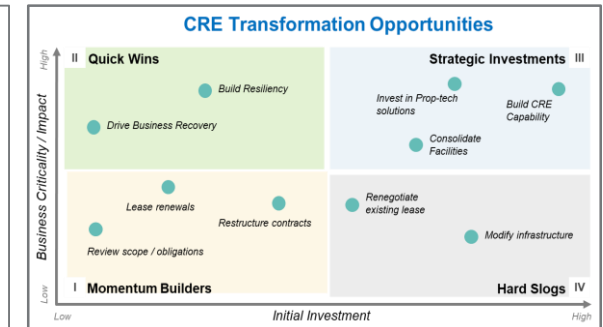 CRE Transformation Opportunities
High
Business Criticality / Impact
Low
II Quick Wins
Build Resiliency
Drive Business Recovery
Strategic Investments III
Invest in Prop-tech
solutions
Build CRE
Capability
Consolidate
Facilities
Lease renewals
Restructure contracts
Review scope / obligations
I Momentum Builders
Renegotiate
existing lease
Modify infrastructure
Hard Slogs IV
Low
Initial Investment
High